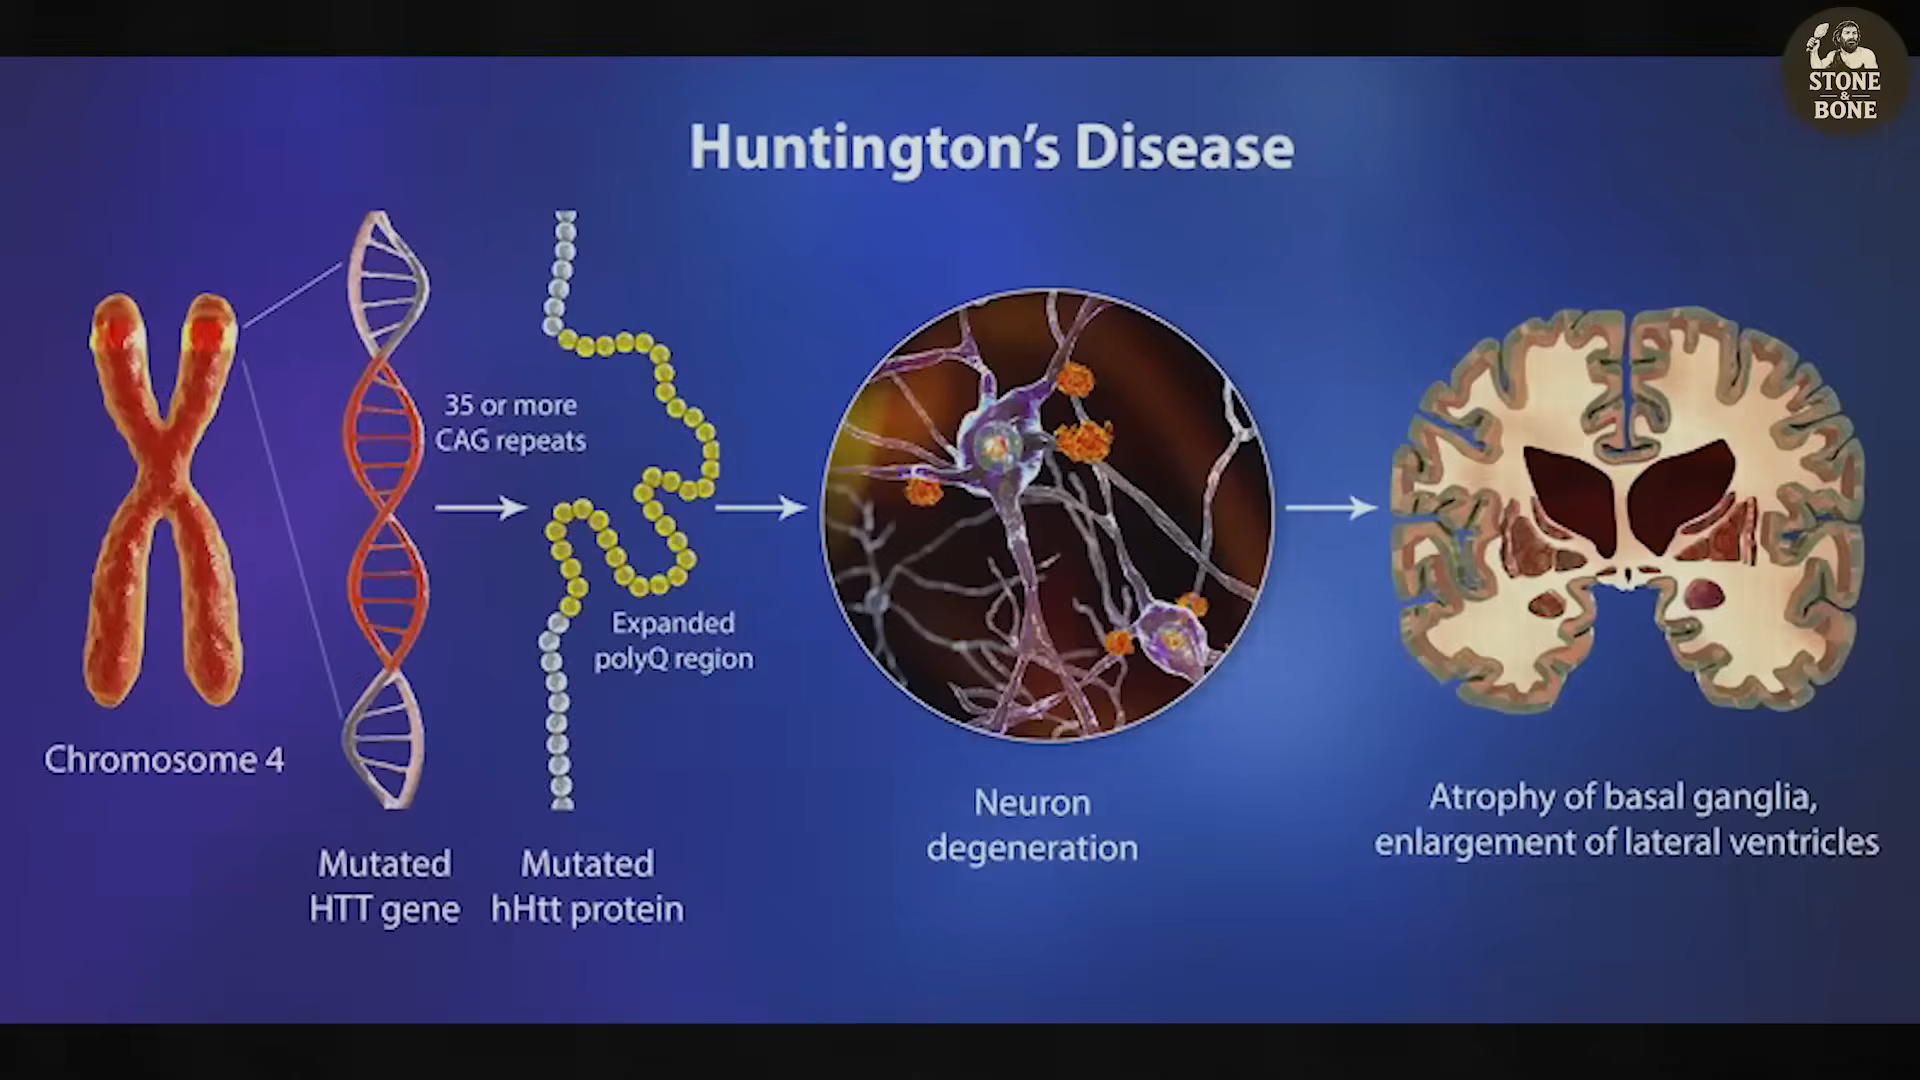 STONE
&
BONE
Huntington's Disease
35 or more
CAG repeats
Expanded
polyQ region
Chromosome 4
Mutated
HTT gene
Mutated
hHtt protein
Neuron
degeneration
Atrophy of basal ganglia,
enlargement of lateral ventricles